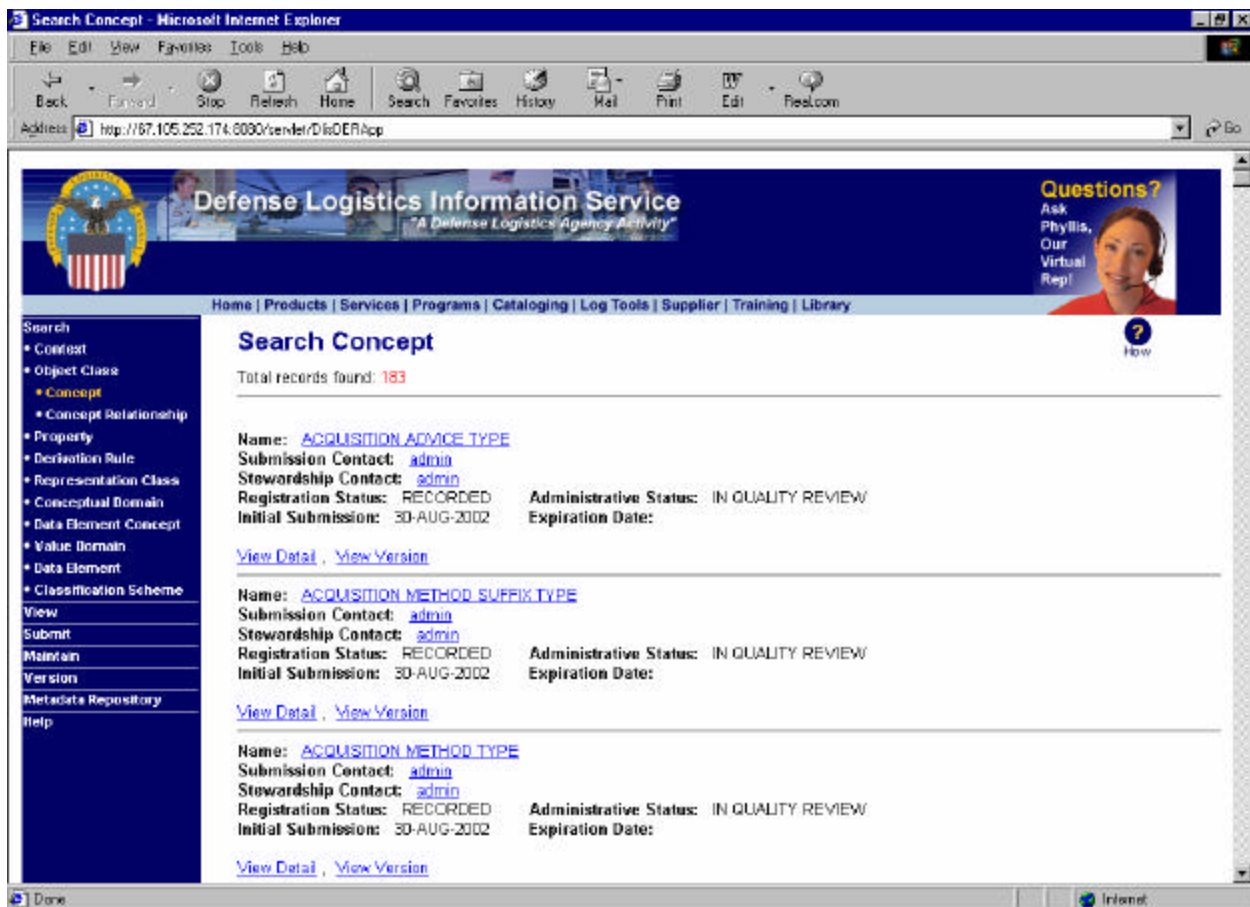 Search Concept - Microsoft Internet Explorer
File Edit View Favorites Tools Help
Back Forward Stop Refresh Home Search Favorites History Mail Print Edit Real.com
Address http://67.105.252.174:8080/servlet/DlisDERApp Go
LOGISTICS
Defense Logistics Information Service
"A Defense Logistics Agency Activity"
Questions?
Ask
Phyllis,
Our
Virtual
Rep!
Home | Products | Services | Programs | Cataloging | Log Tools | Supplier | Training | Library
Search
• Context
• Object Class
• Concept
• Concept Relationship
• Property
• Derivation Rule
• Representation Class
• Conceptual Domain
• Data Element Concept
• Value Domain
• Data Element
• Classification Scheme
View
Submit
Maintain
Version
Metadata Repository
Help
Search Concept
?
How
Total records found: 183
Name: ACQUISITION ADVICE TYPE
Submission Contact: admin
Stewardship Contact: admin
Registration Status: RECORDED Administrative Status: IN QUALITY REVIEW
Initial Submission: 30-AUG-2002 Expiration Date:
View Detail , View Version
Name: ACQUISITION METHOD SUFFIX TYPE
Submission Contact: admin
Stewardship Contact: admin
Registration Status: RECORDED Administrative Status: IN QUALITY REVIEW
Initial Submission: 30-AUG-2002 Expiration Date:
View Detail , View Version
Name: ACQUISITION METHOD TYPE
Submission Contact: admin
Stewardship Contact: admin
Registration Status: RECORDED Administrative Status: IN QUALITY REVIEW
Initial Submission: 30-AUG-2002 Expiration Date:
View Detail , View Version
Done Internet